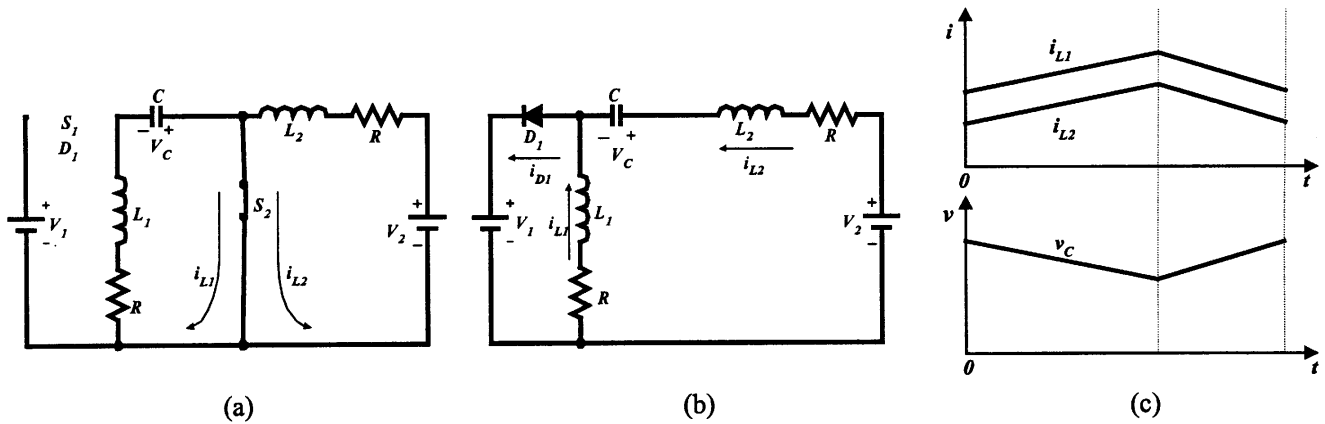 S1
D1
C
− +
VC
L2
R
+
V1
−
L1
R
S2
iL1
iL2
+
V2
−
(a)
D1
iD1
C
− +
VC
L2
R
iL2
+
V1
−
iL1
L1
R
+
V2
−
(b)
i
iL1
iL2
0
t
v
vC
0
t
(c)